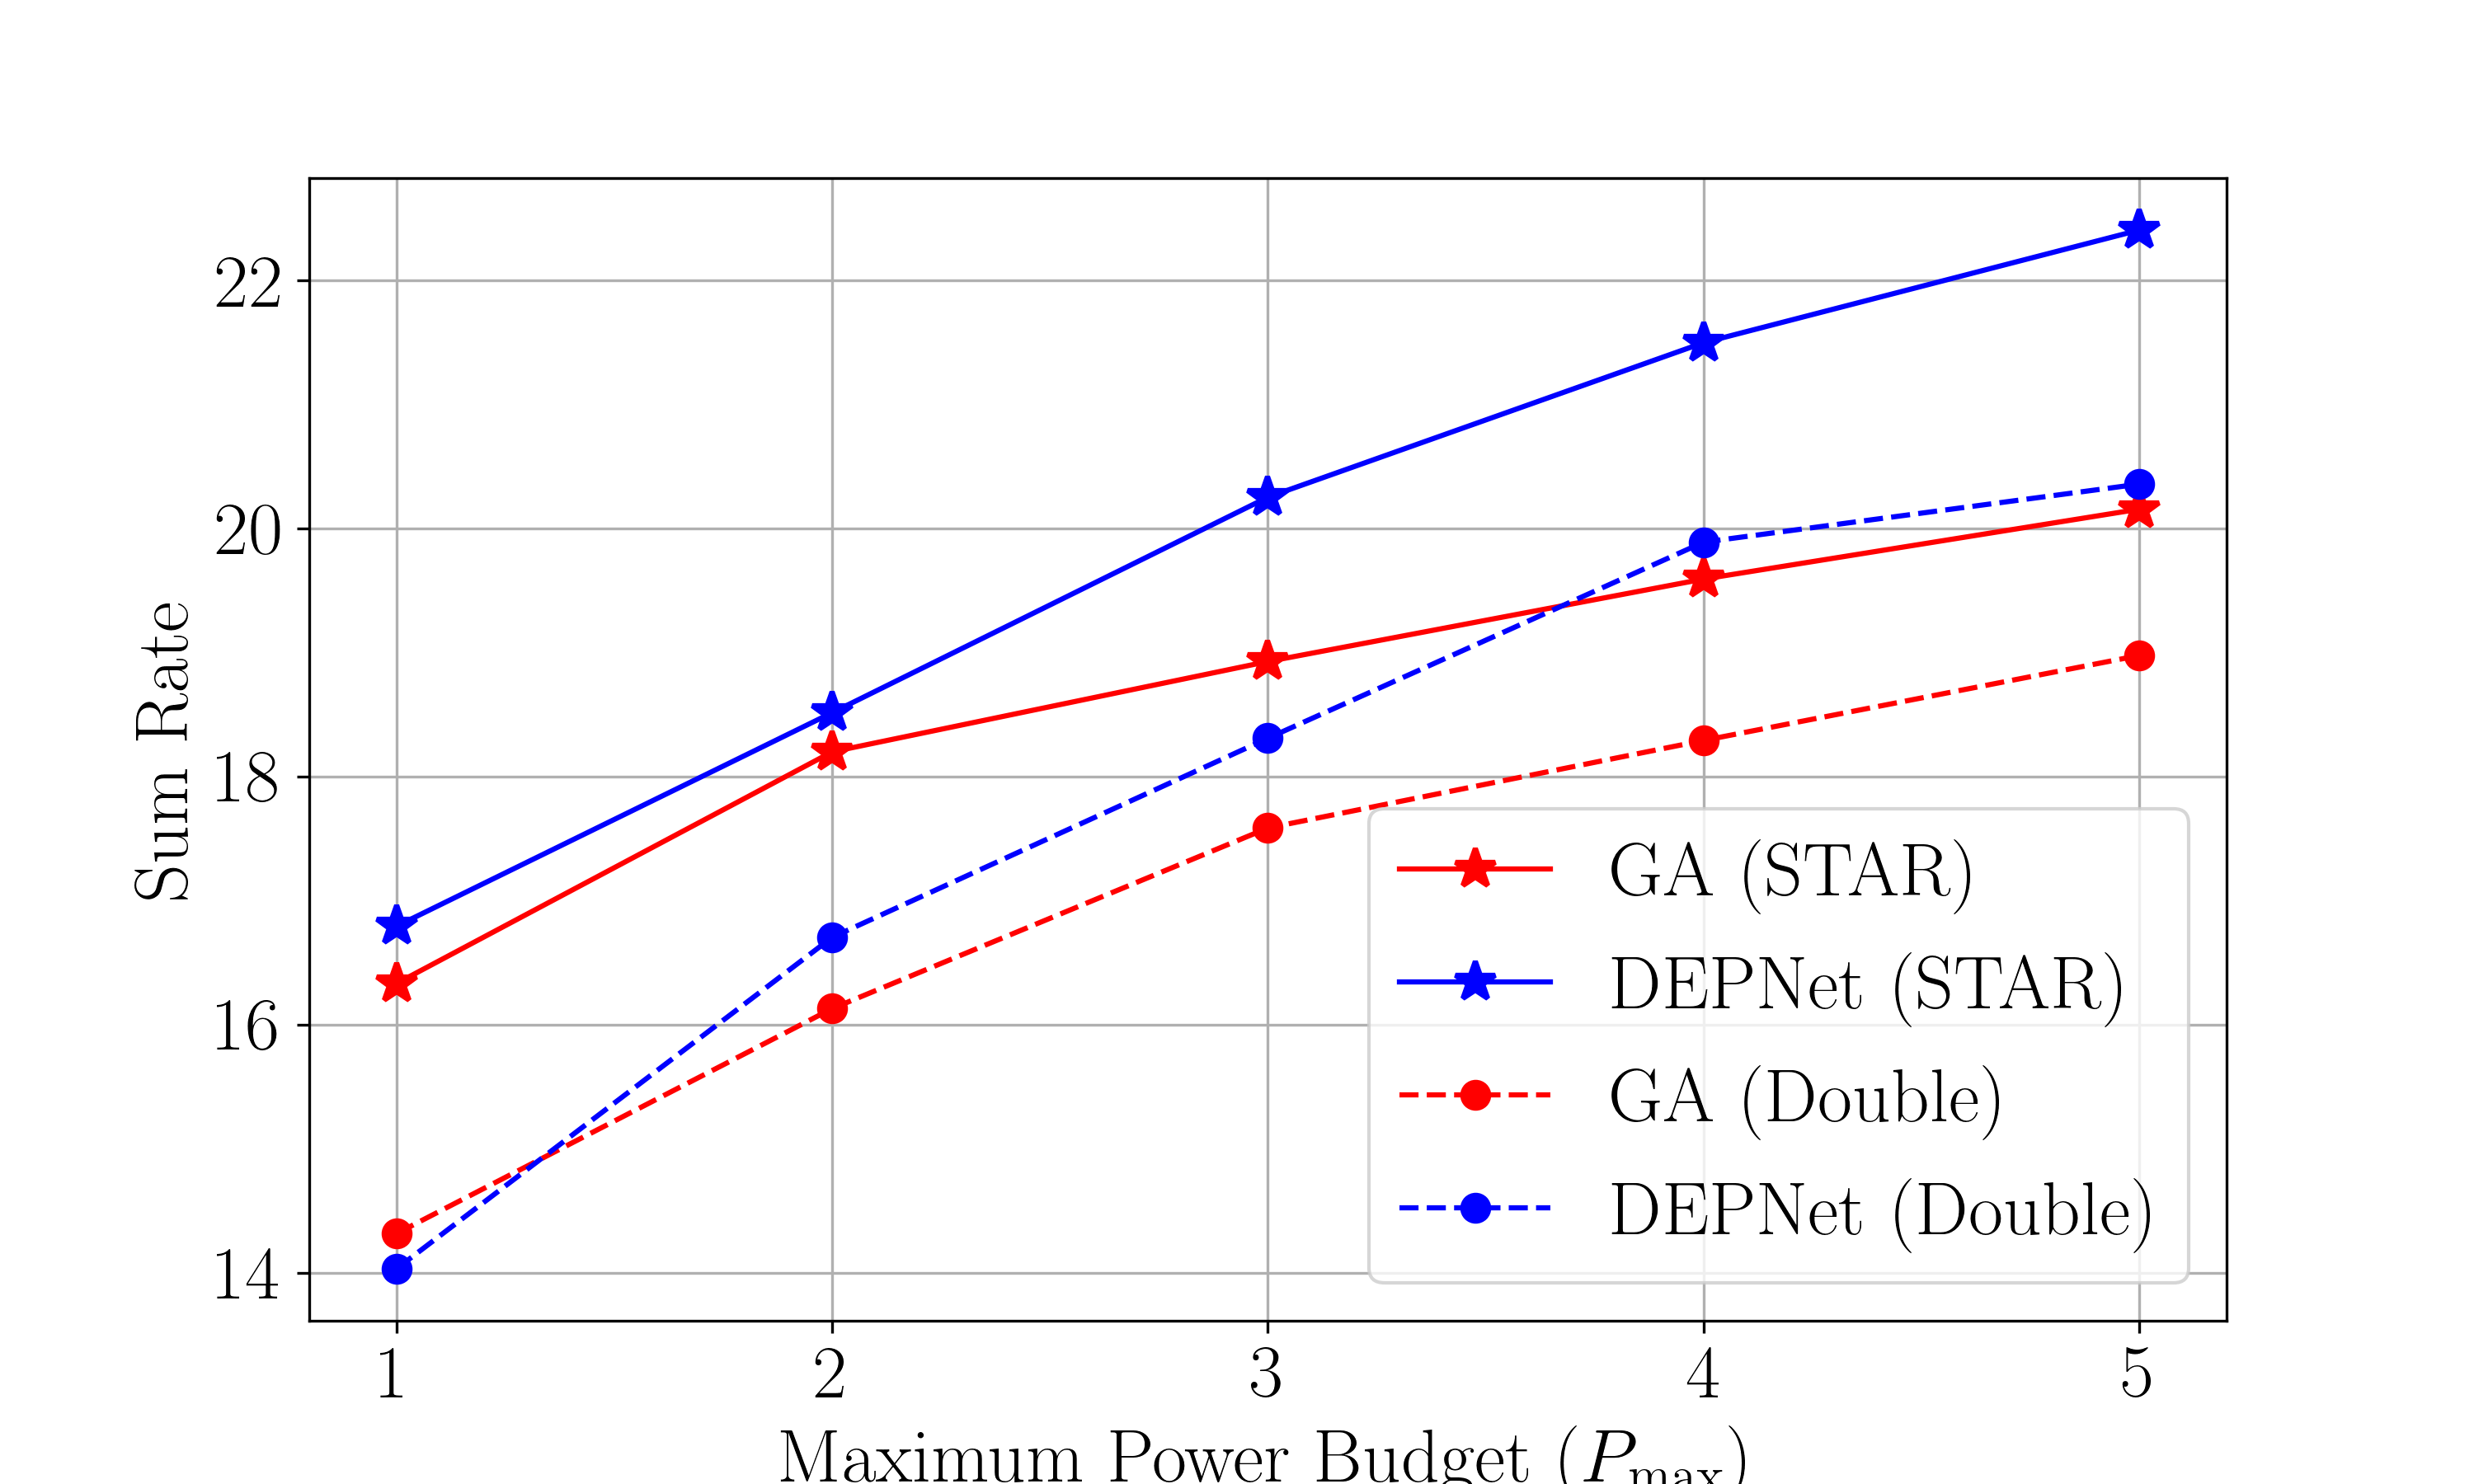 22
20
18
16
14
Sum Rate
1 2 3 4 5
Maximum Power Budget (Pmax)
GA (STAR)
DEPNet (STAR)
GA (Double)
DEPNet (Double)